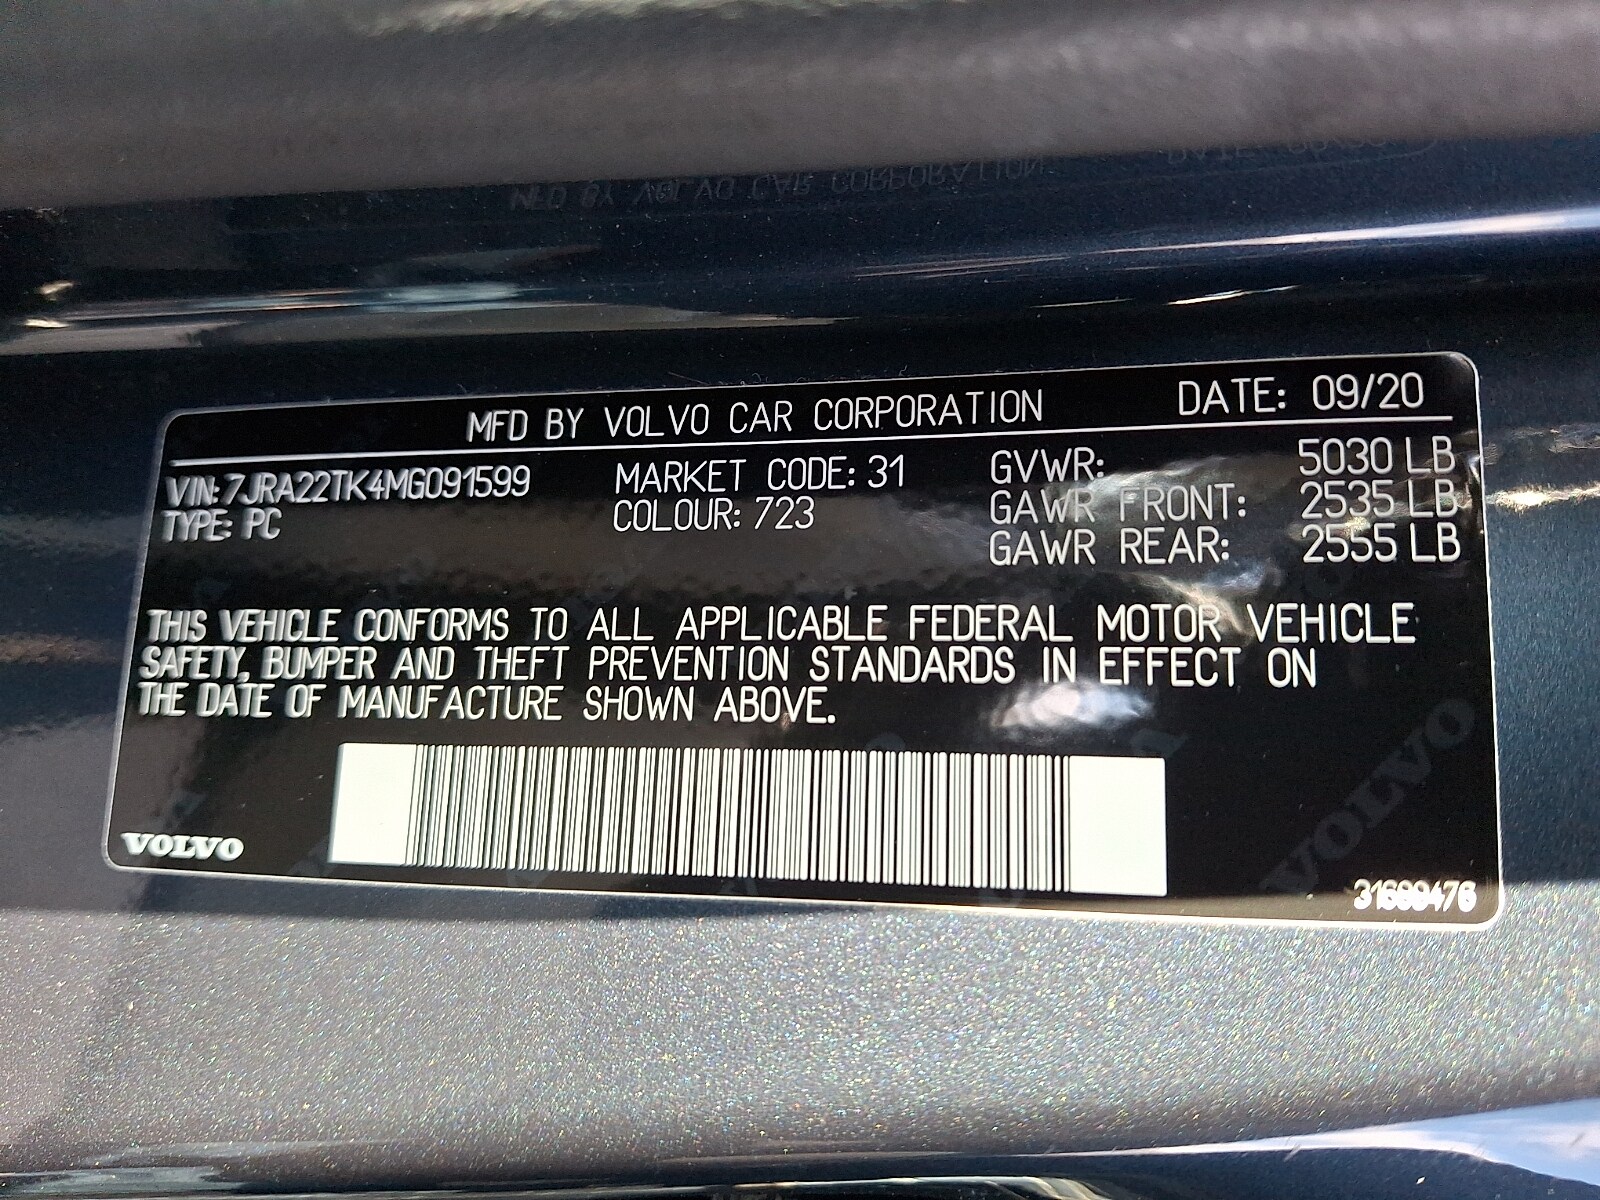 MFD BY VOLVO CAR CORPORATION DATE: 09/20
VIN: 7JRA22TK4MG091599 MARKET CODE: 31 GVWR: 5030 LB
TYPE: PC COLOUR: 723 GAWR FRONT: 2535 LB
GAWR REAR: 2555 LB
THIS VEHICLE CONFORMS TO ALL APPLICABLE FEDERAL MOTOR VEHICLE
SAFETY, BUMPER AND THEFT PREVENTION STANDARDS IN EFFECT ON
THE DATE OF MANUFACTURE SHOWN ABOVE.
VOLVO
VOLVO